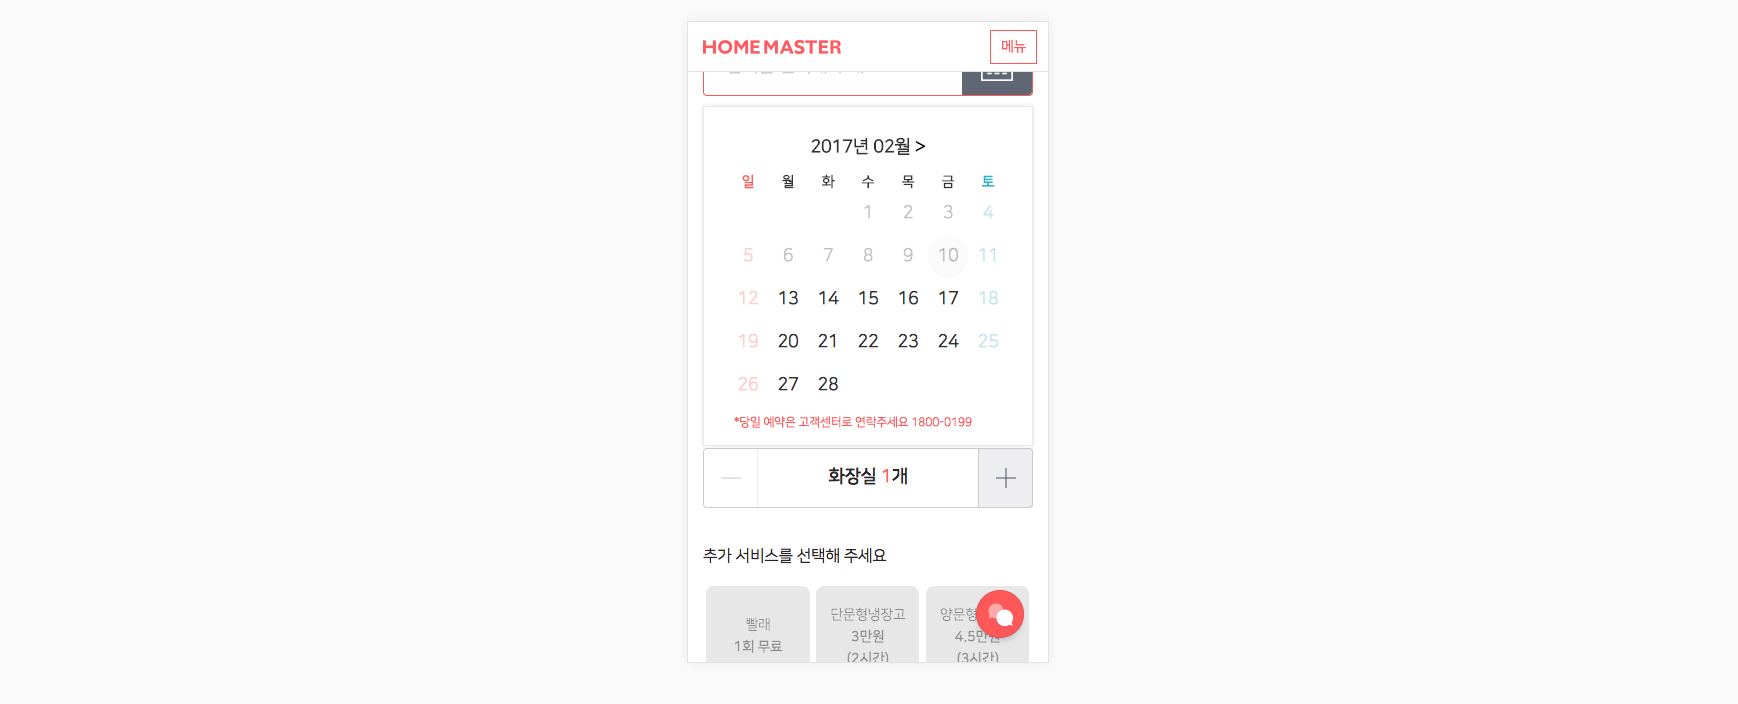 HOME MASTER
메뉴
2017년 02월 >
일 월 화 수 목 금 토
1 2 3 4
5 6 7 8 9 10 11
12 13 14 15 16 17 18
19 20 21 22 23 24 25
26 27 28
*당일 예약은 고객센터로 연락주세요 1800-0199
화장실 1개
추가 서비스를 선택해 주세요
빨래
1회 무료
단문형냉장고
3만원
(2시간)
양문형
4.5만원
(3시간)